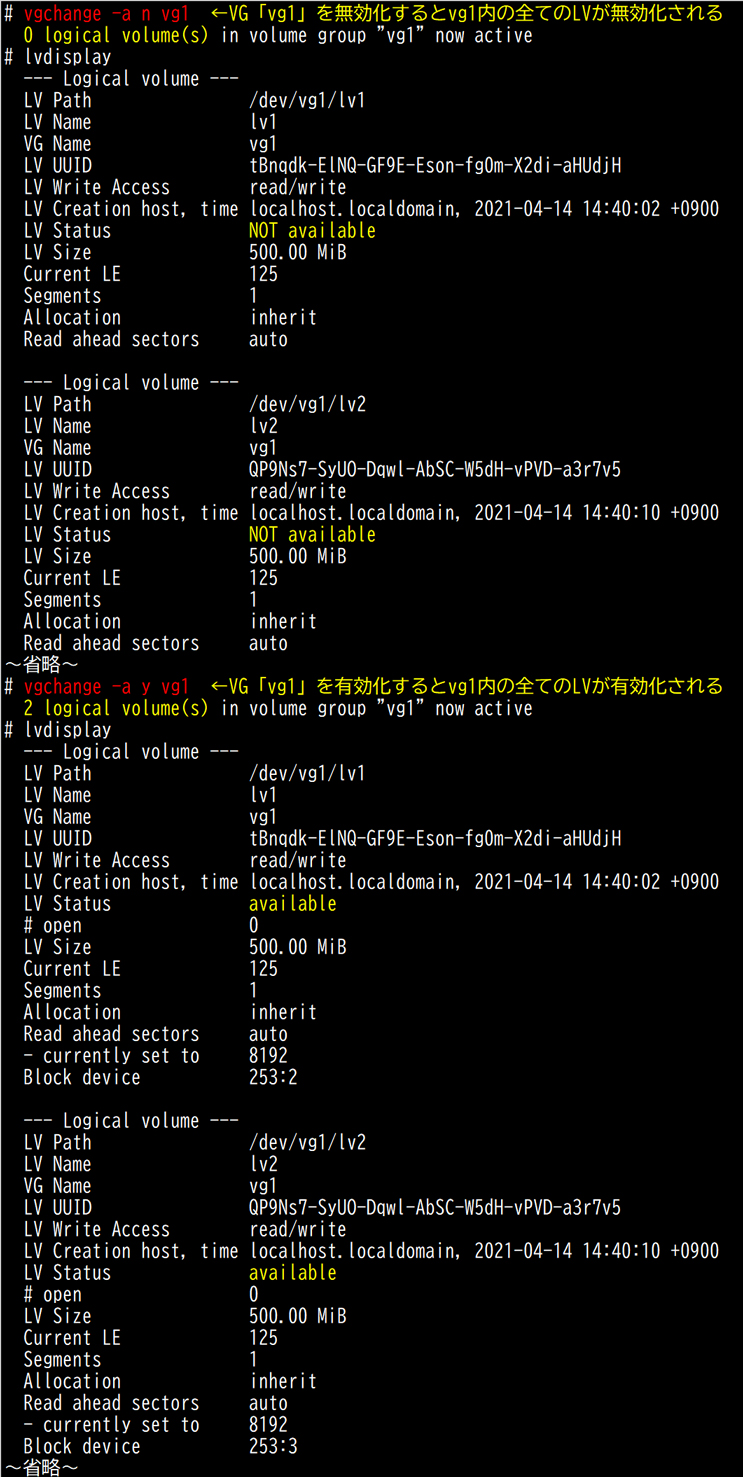 # vgchange -a n vg1  ←VG「vg1」を無効化するとvg1内の全てのLVが無効化される
  0 logical volume(s) in volume group ”vg1” now active
# lvdisplay
  --- Logical volume ---
  LV Path                /dev/vg1/lv1
  LV Name                lv1
  VG Name                vg1
  LV UUID                tBnqdk-ElNQ-GF9E-Eson-fgOm-X2di-aHUdjH
  LV Write Access        read/write
  LV Creation host, time localhost.localdomain, 2021-04-14 14:40:02 +0900
  LV Status              NOT available
  LV Size                500.00 MiB
  Current LE             125
  Segments               1
  Allocation             inherit
  Read ahead sectors     auto

  --- Logical volume ---
  LV Path                /dev/vg1/lv2
  LV Name                lv2
  VG Name                vg1
  LV UUID                QP9Ns7-SyUO-Dqwl-AbSC-W5dH-vPVD-a3r7v5
  LV Write Access        read/write
  LV Creation host, time localhost.localdomain, 2021-04-14 14:40:10 +0900
  LV Status              NOT available
  LV Size                500.00 MiB
  Current LE             125
  Segments               1
  Allocation             inherit
  Read ahead sectors     auto
～省略～
# vgchange -a y vg1  ←VG「vg1」を有効化するとvg1内の全てのLVが有効化される
  2 logical volume(s) in volume group ”vg1” now active
# lvdisplay
  --- Logical volume ---
  LV Path                /dev/vg1/lv1
  LV Name                lv1
  VG Name                vg1
  LV UUID                tBnqdk-ElNQ-GF9E-Eson-fgOm-X2di-aHUdjH
  LV Write Access        read/write
  LV Creation host, time localhost.localdomain, 2021-04-14 14:40:02 +0900
  LV Status              available
  # open                 0
  LV Size                500.00 MiB
  Current LE             125
  Segments               1
  Allocation             inherit
  Read ahead sectors     auto
  - currently set to     8192
  Block device           253:2

  --- Logical volume ---
  LV Path                /dev/vg1/lv2
  LV Name                lv2
  VG Name                vg1
  LV UUID                QP9Ns7-SyUO-Dqwl-AbSC-W5dH-vPVD-a3r7v5
  LV Write Access        read/write
  LV Creation host, time localhost.localdomain, 2021-04-14 14:40:10 +0900
  LV Status              available
  # open                 0
  LV Size                500.00 MiB
  Current LE             125
  Segments               1
  Allocation             inherit
  Read ahead sectors     auto
  - currently set to     8192
  Block device           253:3
～省略～